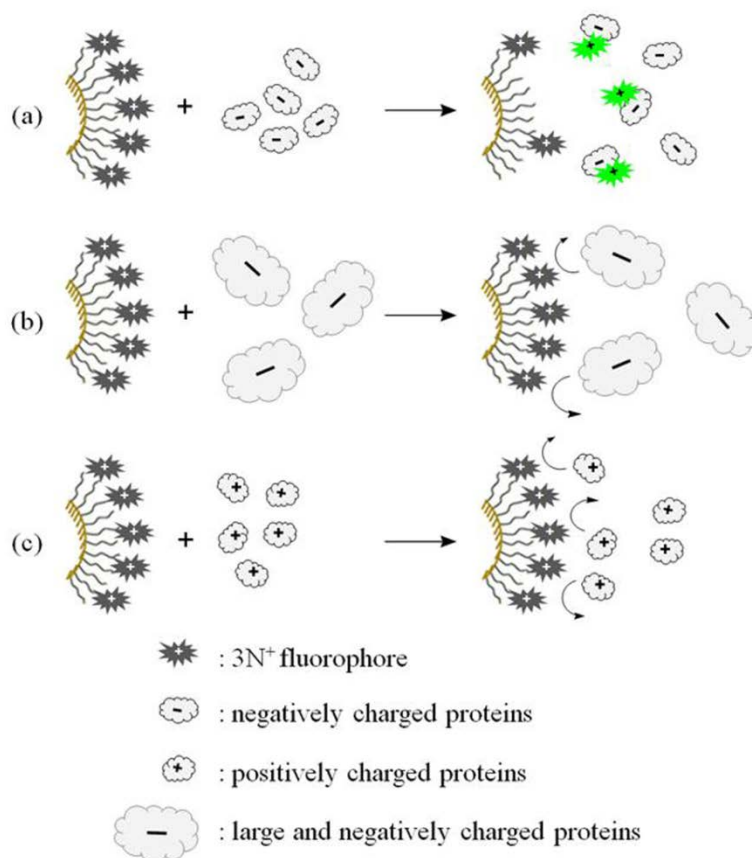 (a)
+
(b)
+
(c)
+
: 3N⁺ fluorophore
: negatively charged proteins
: positively charged proteins
: large and negatively charged proteins